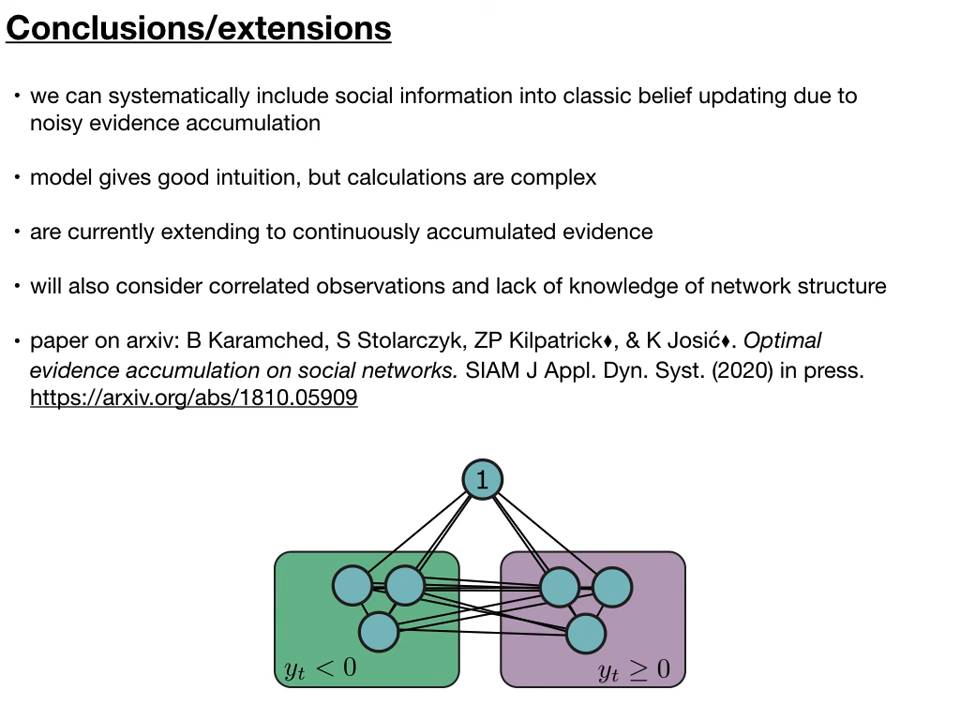 Conclusions/extensions
• we can systematically include social information into classic belief updating due to
noisy evidence accumulation
• model gives good intuition, but calculations are complex
• are currently extending to continuously accumulated evidence
• will also consider correlated observations and lack of knowledge of network structure
• paper on arxiv: B Karamched, S Stolarczyk, ZP Kilpatrick♦, & K Josić♦. Optimal
evidence accumulation on social networks. SIAM J Appl. Dyn. Syst. (2020) in press.
https://arxiv.org/abs/1810.05909
1
yₜ < 0
yₜ ≥ 0